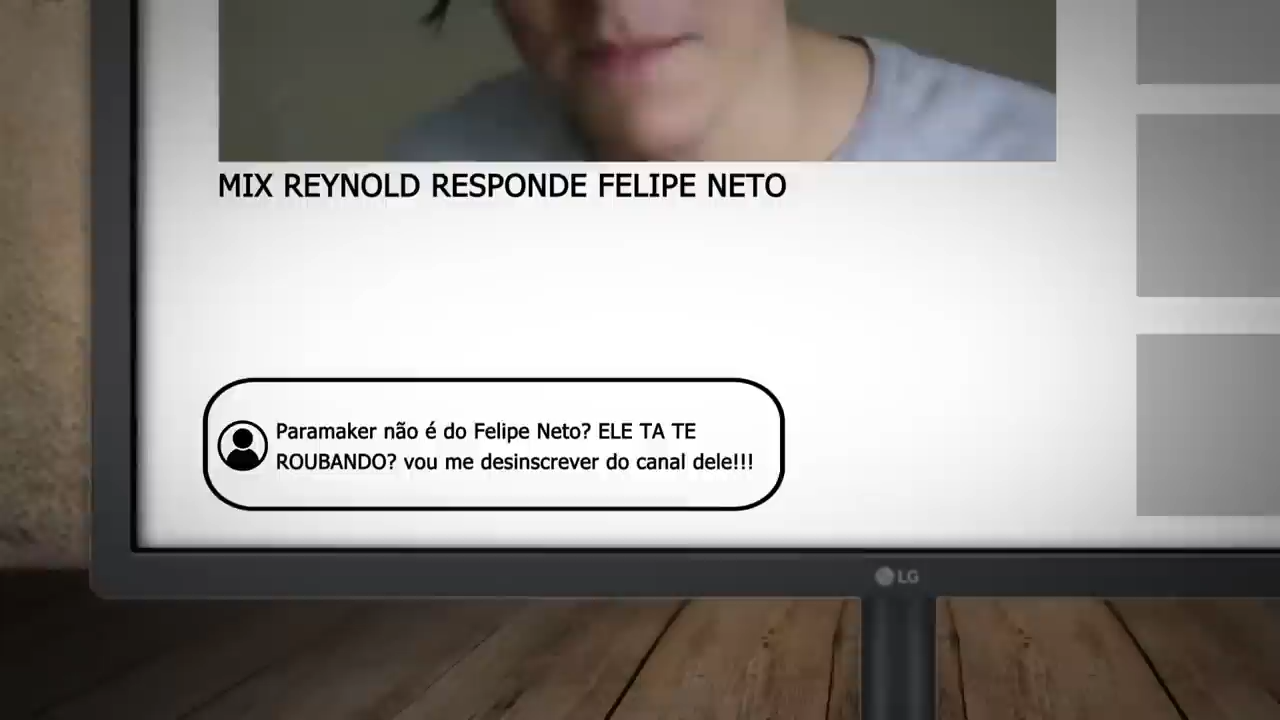 MIX REYNOLD RESPONDE FELIPE NETO
Paramaker não é do Felipe Neto? ELE TA TE
ROUBANDO? vou me desinscrever do canal dele!!!
LG